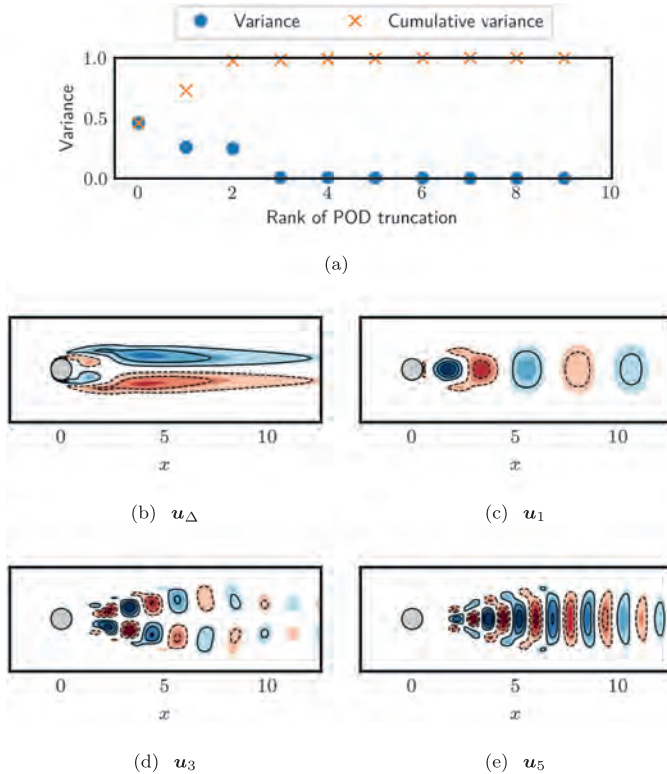 Variance Cumulative variance
1.0
0.5
0.0
Variance
0 2 4 6 8 10
Rank of POD truncation
(a)
0 5 10
0 5 10
x
x
(b) u_Δ
(c) u_1
0 5 10
0 5 10
x
x
(d) u_3
(e) u_5